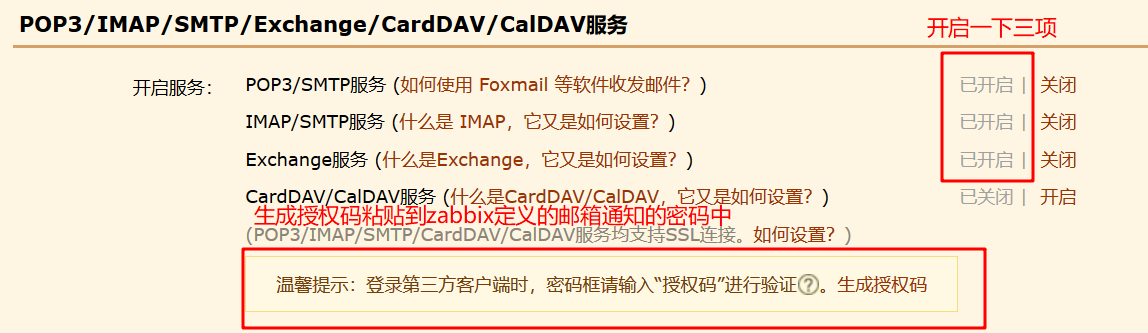 POP3/IMAP/SMTP/Exchange/CardDAV/CalDAV服务
开启一下三项
开启服务： POP3/SMTP服务 (如何使用 Foxmail 等软件收发邮件？) 已开启 | 关闭
IMAP/SMTP服务 (什么是 IMAP，它又是如何设置？) 已开启 | 关闭
Exchange服务 (什么是Exchange，它又是如何设置？) 已开启 | 关闭
CardDAV/CalDAV服务 (什么是CardDAV/CalDAV，它又是如何设置？) 已关闭 | 开启
生成授权码粘贴到zabbix定义的邮箱通知的密码中
(POP3/IMAP/SMTP/CardDAV/CalDAV服务均支持SSL连接。如何设置？)
温馨提示：登录第三方客户端时，密码框请输入“授权码”进行验证?。生成授权码